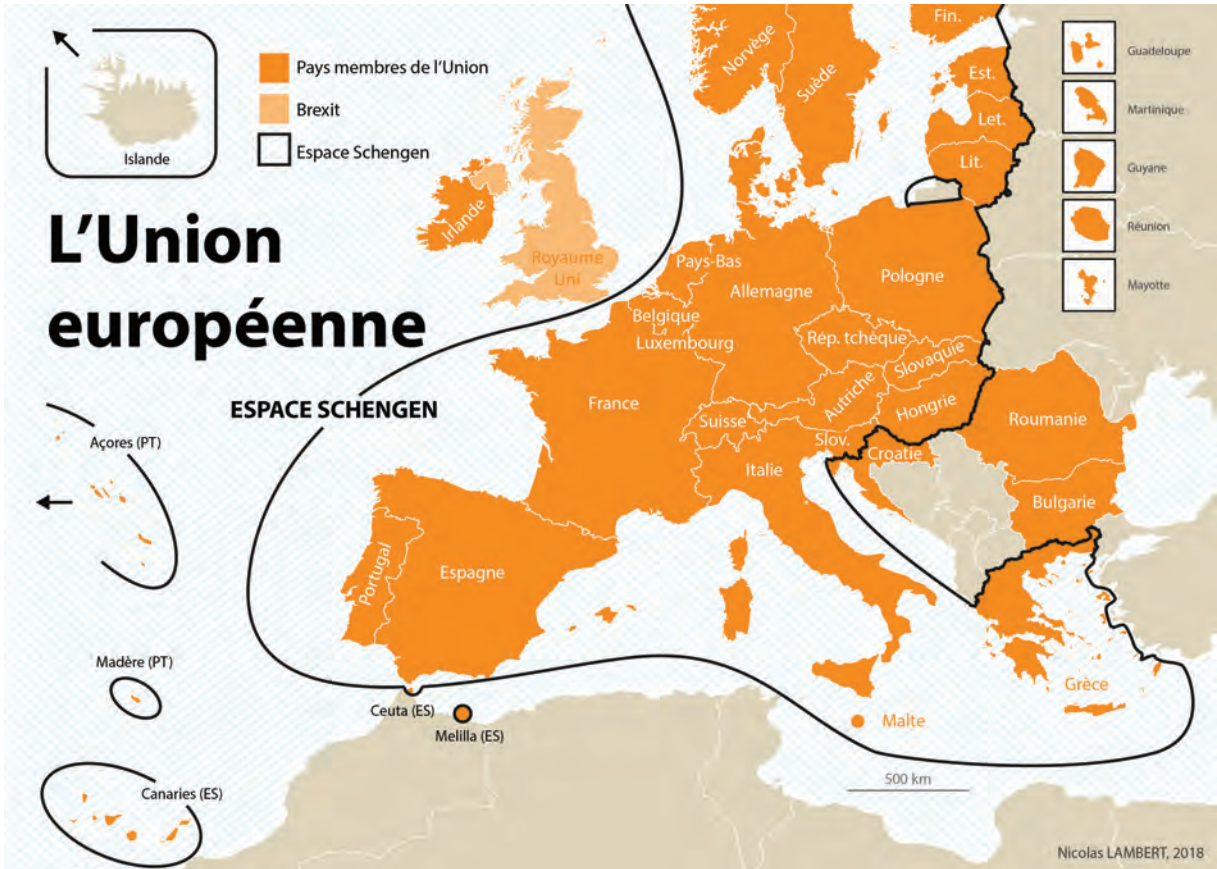 Islande
Pays membres de l'Union
Brexit
Espace Schengen
L'Union
européenne
ESPACE SCHENGEN
Norvège
Suède
Fin.
Est.
Let.
Lit.
Irlande
Royaume
Uni
Pays-Bas
Belgique
Luxembourg
Allemagne
Pologne
Rép. tchèque
Slovaquie
Autriche
Hongrie
France
Suisse
Slov.
Croatie
Italie
Roumanie
Bulgarie
Portugal
Espagne
Grèce
Malte
Açores (PT)
Madère (PT)
Canaries (ES)
Ceuta (ES)
Melilla (ES)
500 km
Guadeloupe
Martinique
Guyane
Réunion
Mayotte
Nicolas LAMBERT, 2018